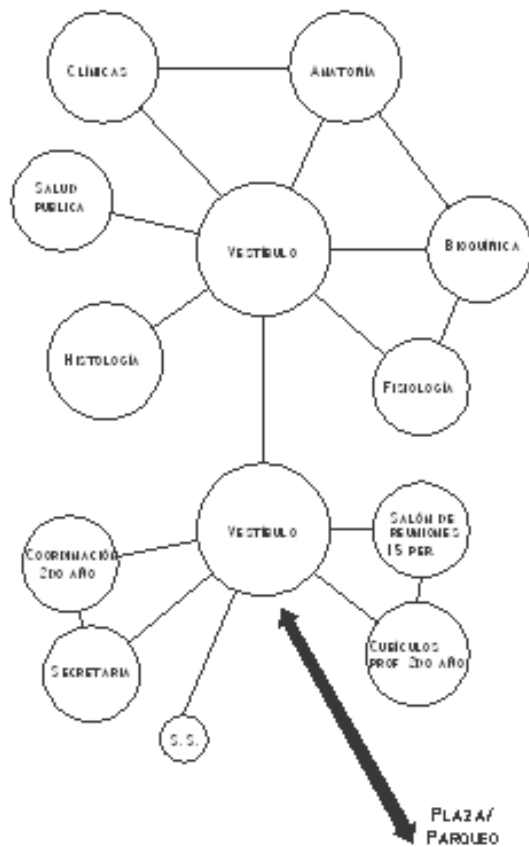 CLÍNICAS
ANATOMÍA
SALUD
PUBLICA
VESTÍBULO
BIOQUÍMICA
HISTOLOGÍA
FISIOLOGÍA
VESTÍBULO
SALÓN DE
REUNIONES
15 PER.
COORDINACIÓN
2DO AÑO
SECRETARIA
CUBÍCULOS
PROF 2DO AÑO
S.S.
PLAZA/
PARQUEO